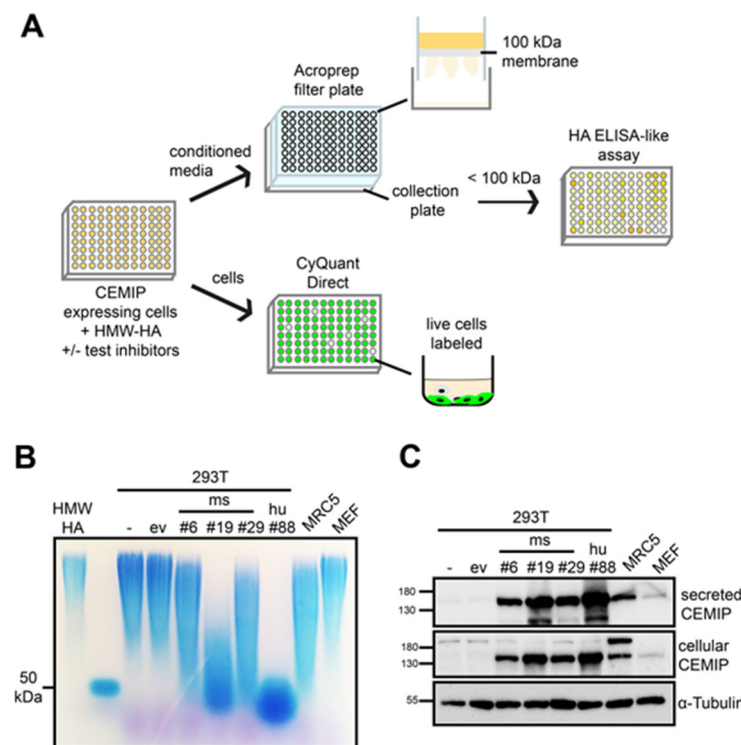 A
100 kDa
membrane
Acroprep
filter plate
HA ELISA-like
assay
conditioned
media
collection
plate
< 100 kDa
CyQuant
Direct
cells
CEMIP
expressing cells
+ HMW-HA
+/- test inhibitors
live cells
labeled
B
293T
ms
hu
HMW
HA
- ev #6 #19 #29 #88 MRC5 MEF
50
kDa
C
293T
ms
hu
- ev #6 #19 #29 #88 MRC5 MEF
180
130
secreted
CEMIP
180
130
cellular
CEMIP
55
α-Tubulin